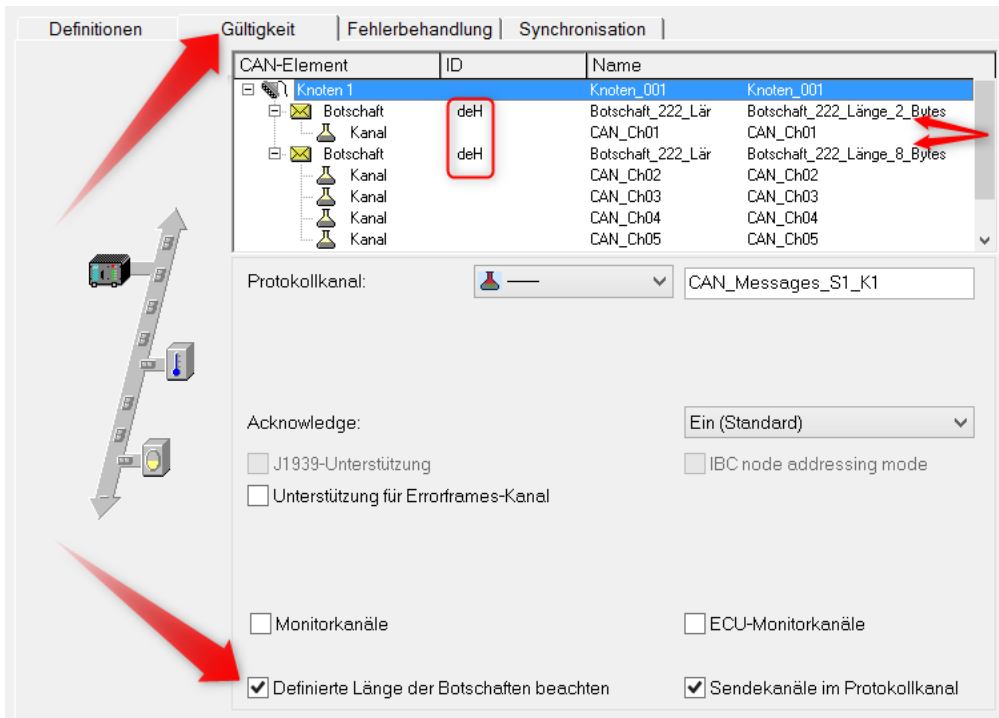 Definitionen Gültigkeit Fehlerbehandlung Synchronisation
CAN-Element ID Name
Knoten 1 Knoten_001 Knoten_001
Botschaft deH Botschaft_222_Lär Botschaft_222_Länge_2_Bytes
Kanal CAN_Ch01 CAN_Ch01
Botschaft deH Botschaft_222_Lär Botschaft_222_Länge_8_Bytes
Kanal CAN_Ch02 CAN_Ch02
Kanal CAN_Ch03 CAN_Ch03
Kanal CAN_Ch04 CAN_Ch04
Kanal CAN_Ch05 CAN_Ch05
Protokollkanal: CAN_Messages_S1_K1
Acknowledge: Ein (Standard)
J1939-Unterstützung IBC node addressing mode
Unterstützung für Errorframes-Kanal
Monitorkanäle ECU-Monitorkanäle
Definierte Länge der Botschaften beachten Sendekanäle im Protokollkanal